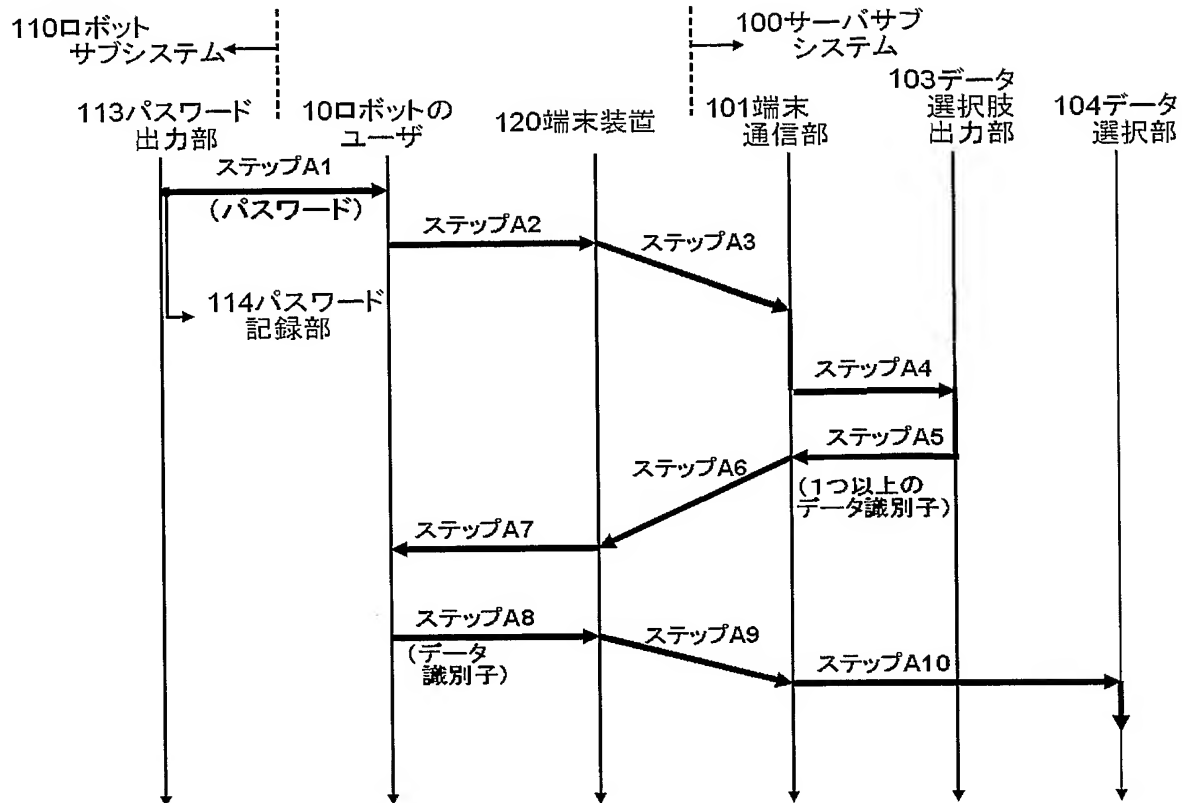 110ロボット
サブシステム
100サーバサブ
システム
113パスワード
出力部
10ロボットの
ユーザ
120端末装置
101端末
通信部
103データ
選択肢
出力部
104データ
選択部
ステップA1
(パスワード)
ステップA2
ステップA3
114パスワード
記録部
ステップA4
ステップA5
ステップA6
(1つ以上の
データ識別子)
ステップA7
ステップA8
(データ
識別子)
ステップA9
ステップA10